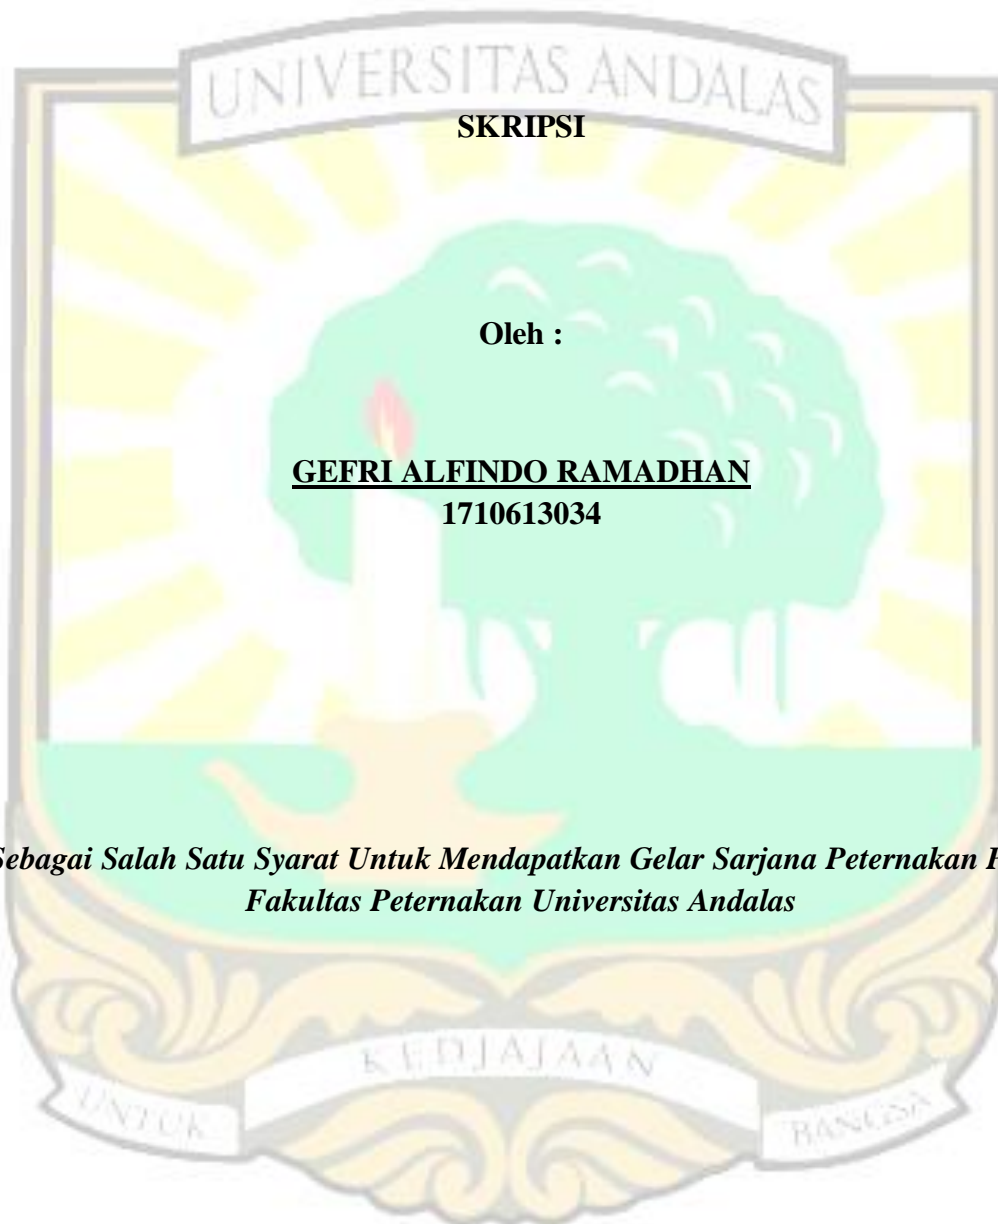 UNIVERSITAS ANDALAS
SKRIPSI
Oleh :
GEFRI ALFINDO RAMADHAN
1710613034
Sebagai Salah Satu Syarat Untuk Mendapatkan Gelar Sarjana Peternakan
Fakultas Peternakan Universitas Andalas
UNTUK KEDJAJAAN BANGSA